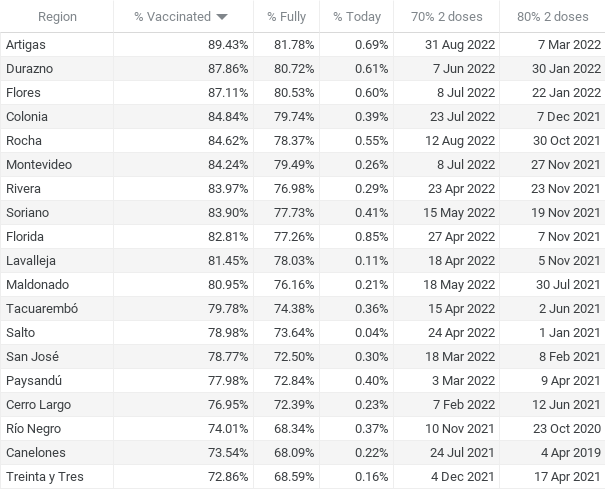 Region % Vaccinated % Fully % Today 70% 2 doses 80% 2 doses
Artigas 89.43% 81.78% 0.69% 31 Aug 2022 7 Mar 2022
Durazno 87.86% 80.72% 0.61% 7 Jun 2022 30 Jan 2022
Flores 87.11% 80.53% 0.60% 8 Jul 2022 22 Jan 2022
Colonia 84.84% 79.74% 0.39% 23 Jul 2022 7 Dec 2021
Rocha 84.62% 78.37% 0.55% 12 Aug 2022 30 Oct 2021
Montevideo 84.24% 79.49% 0.26% 8 Jul 2022 27 Nov 2021
Rivera 83.97% 76.98% 0.29% 23 Apr 2022 23 Nov 2021
Soriano 83.90% 77.73% 0.41% 15 May 2022 19 Nov 2021
Florida 82.81% 77.26% 0.85% 27 Apr 2022 7 Nov 2021
Lavalleja 81.45% 78.03% 0.11% 18 Apr 2022 5 Nov 2021
Maldonado 80.95% 76.16% 0.21% 18 May 2022 30 Jul 2021
Tacuarembó 79.78% 74.38% 0.36% 15 Apr 2022 2 Jun 2021
Salto 78.98% 73.64% 0.04% 24 Apr 2022 1 Jan 2021
San José 78.77% 72.50% 0.30% 18 Mar 2022 8 Feb 2021
Paysandú 77.98% 72.84% 0.40% 3 Mar 2022 9 Apr 2021
Cerro Largo 76.95% 72.39% 0.23% 7 Feb 2022 12 Jun 2021
Río Negro 74.01% 68.34% 0.37% 10 Nov 2021 23 Oct 2020
Canelones 73.54% 68.09% 0.22% 24 Jul 2021 4 Apr 2019
Treinta y Tres 72.86% 68.59% 0.16% 4 Dec 2021 17 Apr 2021